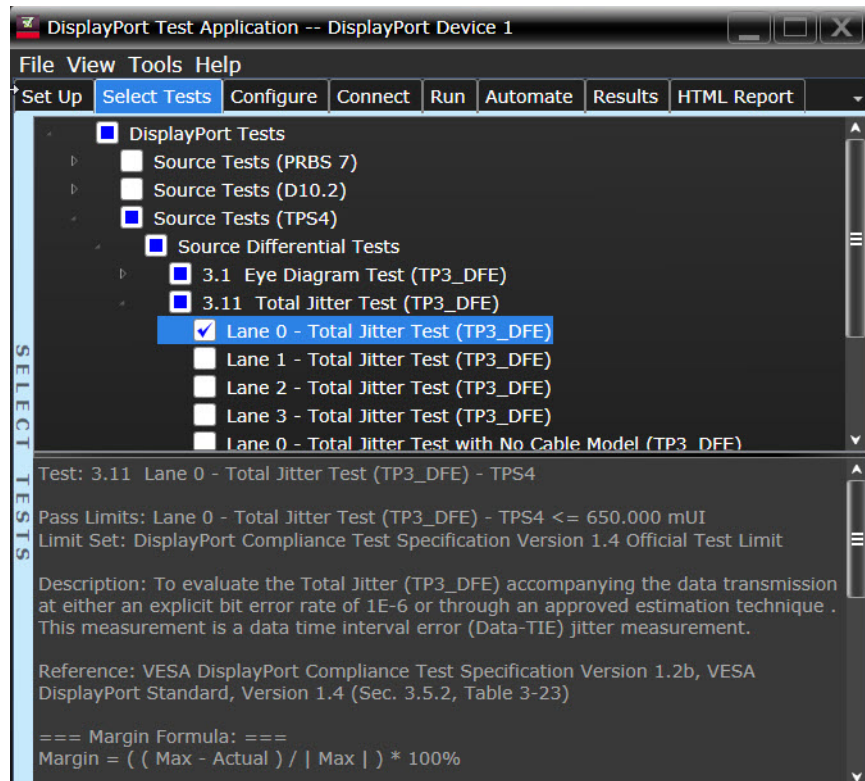 DisplayPort Test Application -- DisplayPort Device 1
File View Tools Help
Set Up Select Tests Configure Connect Run Automate Results HTML Report
SELECT TESTS
DisplayPort Tests
Source Tests (PRBS 7)
Source Tests (D10.2)
Source Tests (TPS4)
Source Differential Tests
3.1 Eye Diagram Test (TP3_DFE)
3.11 Total Jitter Test (TP3_DFE)
Lane 0 - Total Jitter Test (TP3_DFE)
Lane 1 - Total Jitter Test (TP3_DFE)
Lane 2 - Total Jitter Test (TP3_DFE)
Lane 3 - Total Jitter Test (TP3_DFE)
Lane 0 - Total Jitter Test with No Cable Model (TP3_DFE)
Test: 3.11 Lane 0 - Total Jitter Test (TP3_DFE) - TPS4
Pass Limits: Lane 0 - Total Jitter Test (TP3_DFE) - TPS4 <= 650.000 mUI
Limit Set: DisplayPort Compliance Test Specification Version 1.4 Official Test Limit
Description: To evaluate the Total Jitter (TP3_DFE) accompanying the data transmission
at either an explicit bit error rate of 1E-6 or through an approved estimation technique .
This measurement is a data time interval error (Data-TIE) jitter measurement.
Reference: VESA DisplayPort Compliance Test Specification Version 1.2b, VESA
DisplayPort Standard, Version 1.4 (Sec. 3.5.2, Table 3-23)
=== Margin Formula: ===
Margin = ( ( Max - Actual ) / | Max | ) * 100%